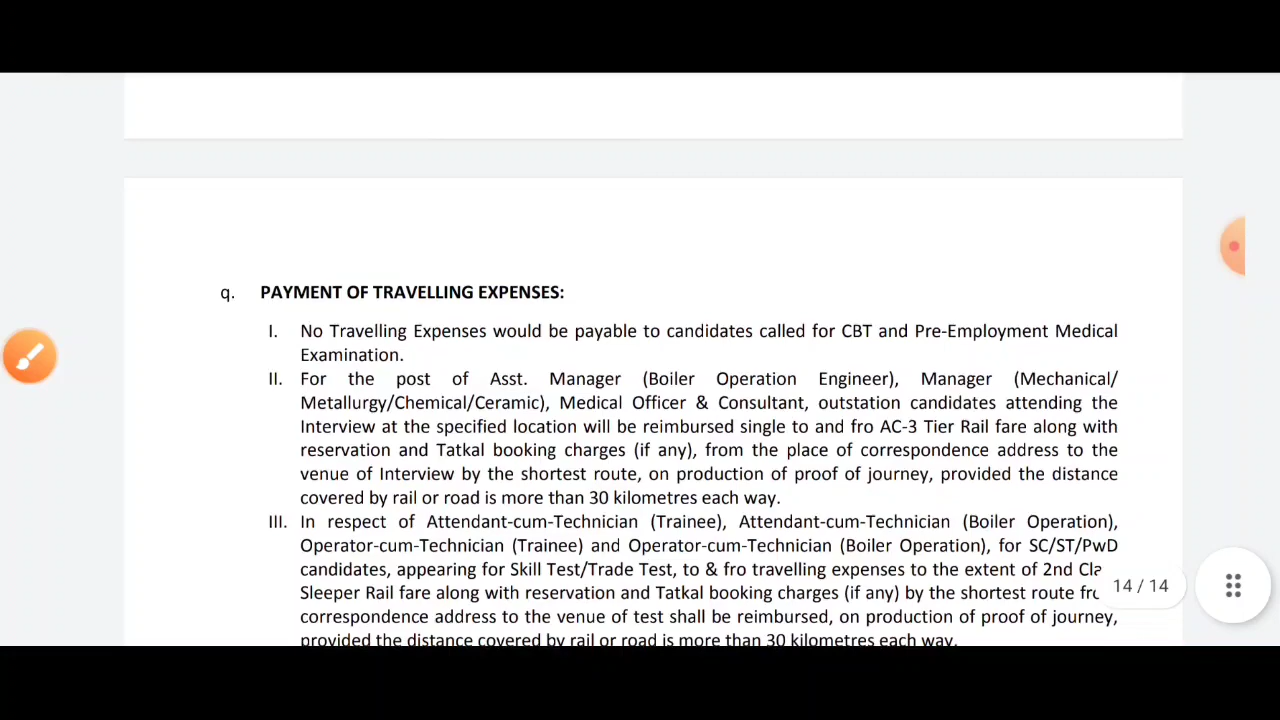 q. PAYMENT OF TRAVELLING EXPENSES:
I. No Travelling Expenses would be payable to candidates called for CBT and Pre-Employment Medical
Examination.
II. For the post of Asst. Manager (Boiler Operation Engineer), Manager (Mechanical/
Metallurgy/Chemical/Ceramic), Medical Officer & Consultant, outstation candidates attending the
Interview at the specified location will be reimbursed single to and fro AC-3 Tier Rail fare along with
reservation and Tatkal booking charges (if any), from the place of correspondence address to the
venue of Interview by the shortest route, on production of proof of journey, provided the distance
covered by rail or road is more than 30 kilometres each way.
III. In respect of Attendant-cum-Technician (Trainee), Attendant-cum-Technician (Boiler Operation),
Operator-cum-Technician (Trainee) and Operator-cum-Technician (Boiler Operation), for SC/ST/PwD
candidates, appearing for Skill Test/Trade Test, to & fro travelling expenses to the extent of 2nd
Sleeper Rail fare along with reservation and Tatkal booking charges (if any) by the shortest route
correspondence address to the venue of test shall be reimbursed, on production of proof of journey,
provided the distance covered by rail or road is more than 30 kilometres each way.
14 / 14